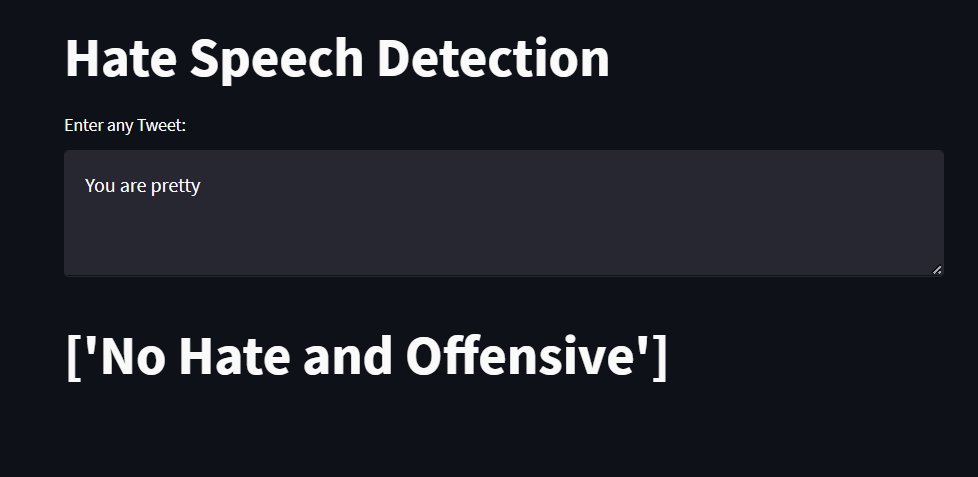 Hate Speech Detection
Enter any Tweet:
You are pretty
['No Hate and Offensive']